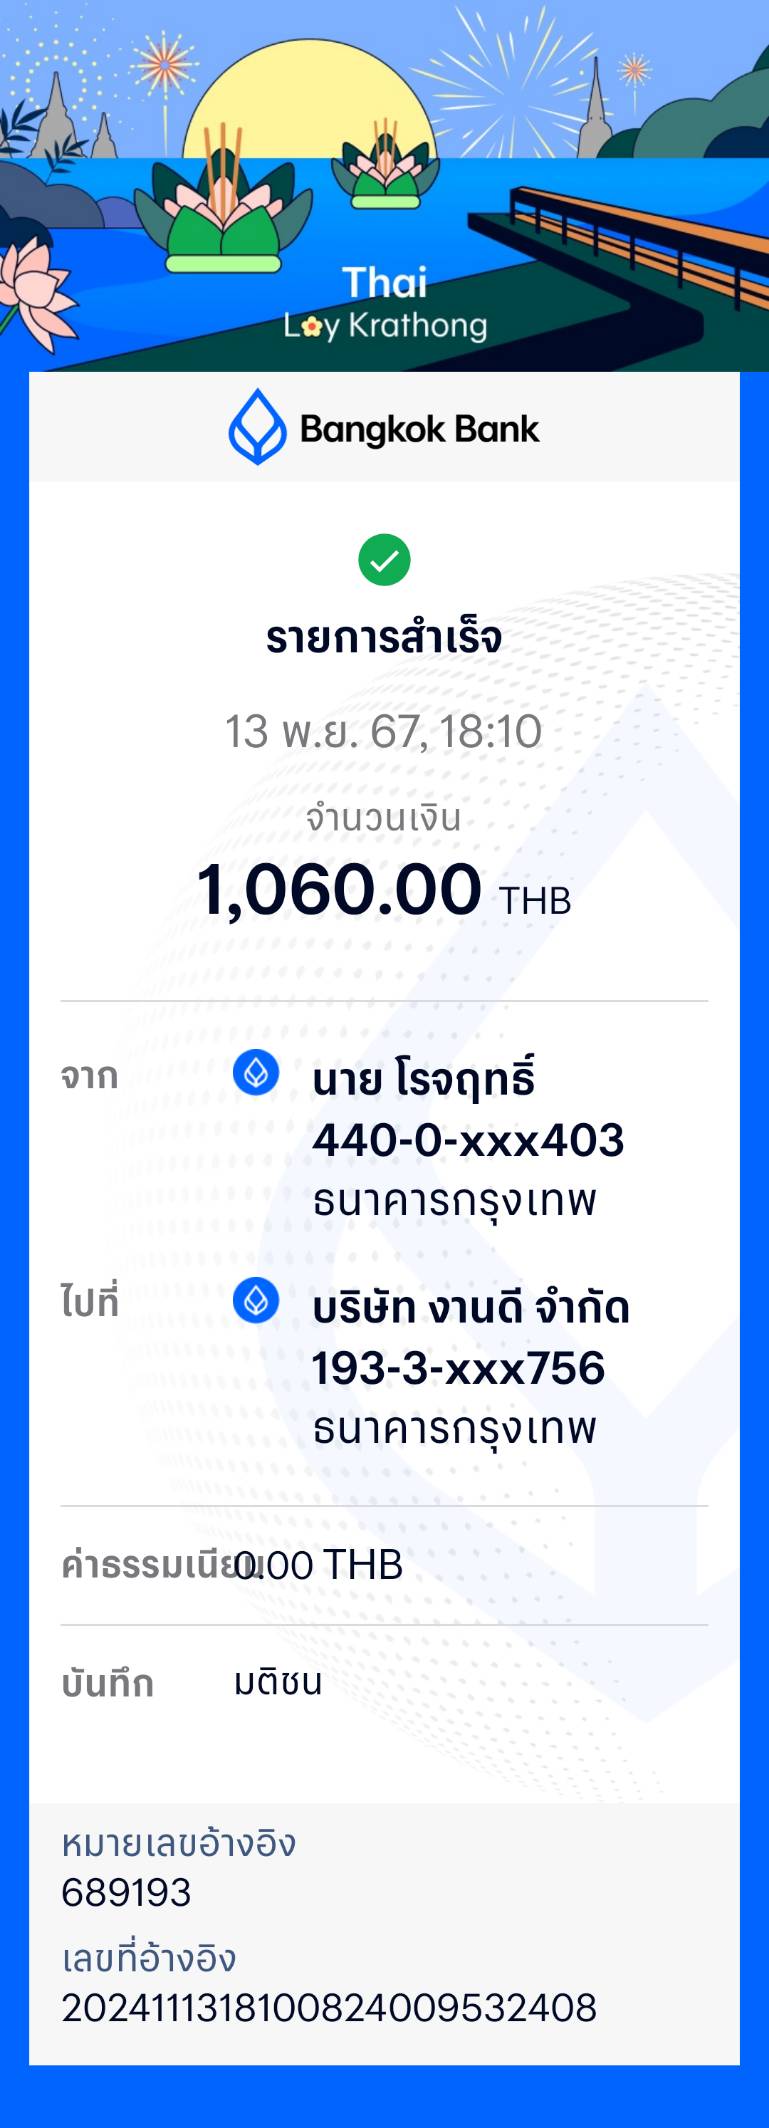 Thai
Loy Krathong
Bangkok Bank
รายการสำเร็จ
13 พ.ย. 67, 18:10
จำนวนเงิน
1,060.00 THB
จาก นาย โรจฤทธิ์
440-0-xxx403
ธนาคารกรุงเทพ
ไปที่ บริษัท งานดี จำกัด
193-3-xxx756
ธนาคารกรุงเทพ
ค่าธรรมเนียม 0.00 THB
บันทึก มติชน
หมายเลขอ้างอิง
689193
เลขที่อ้างอิง
2024111318100824009532408